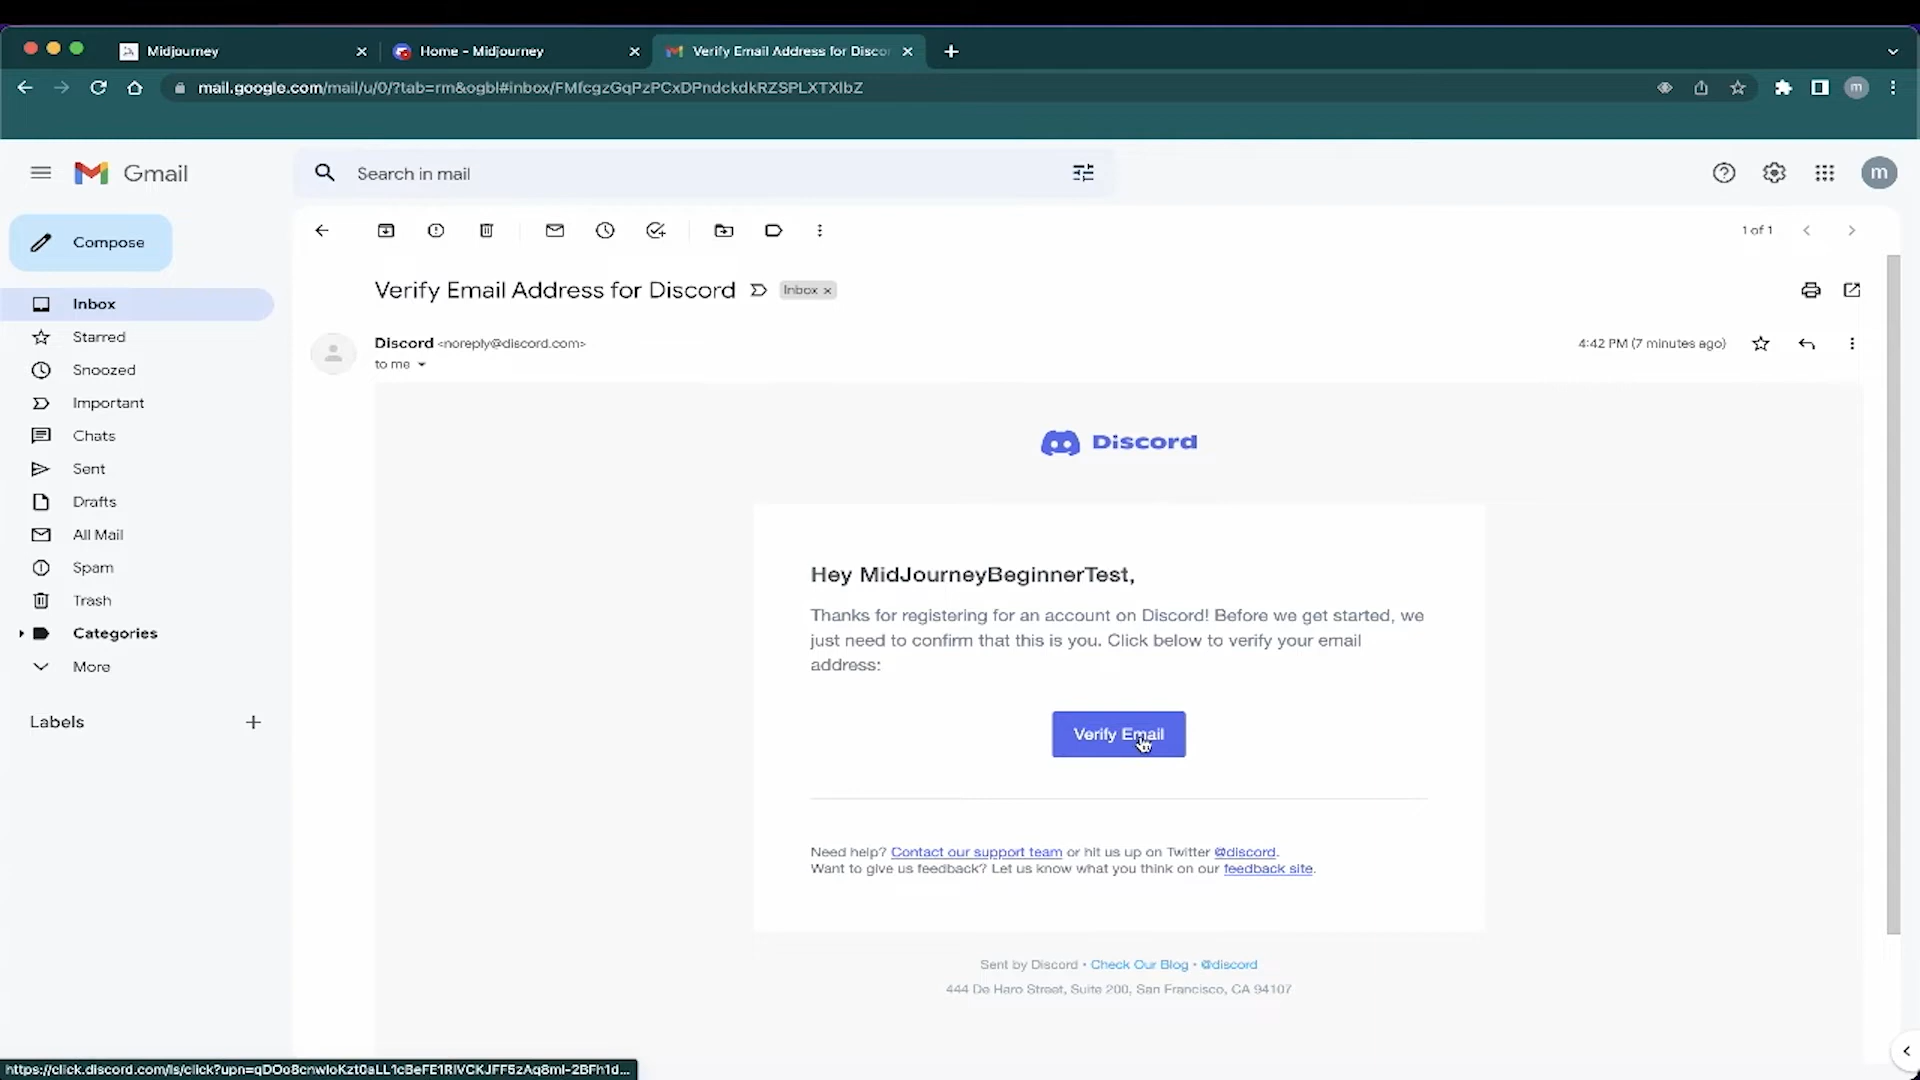 Midjourney
Home - Midjourney
Verify Email Address for Discor
mail.google.com/mail/u/0/?tab=rm&ogbl#inbox/FMfcgzGqPzPCxDPndckdkRZSPLXTXlbZ
m
Gmail
Search in mail
m
Compose
1 of 1
Inbox
Starred
Snoozed
Important
Chats
Sent
Drafts
All Mail
Spam
Trash
Categories
More
Labels
Verify Email Address for Discord
Inbox x
Discord <noreply@discord.com>
4:42 PM (7 minutes ago)
to me
Discord
Hey MidJourneyBeginnerTest,
Thanks for registering for an account on Discord! Before we get started, we
just need to confirm that this is you. Click below to verify your email
address:
Verify Email
Need help? Contact our support team or hit us up on Twitter @discord.
Want to give us feedback? Let us know what you think on our feedback site.
Sent by Discord • Check Our Blog • @discord
444 De Haro Street, Suite 200, San Francisco, CA 94107